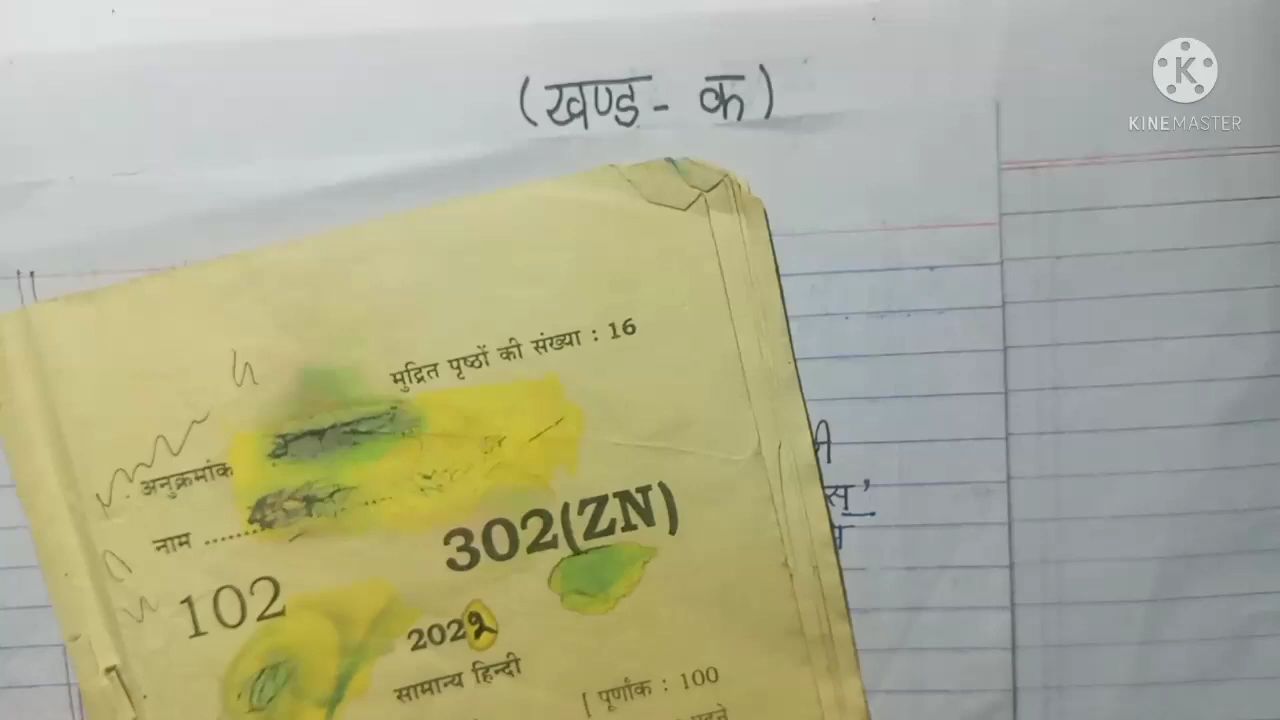 (खण्ड - क)
KINEMASTER
मुद्रित पृष्ठों की संख्या : 16
अनुक्रमांक
नाम ..........
302(ZN)
102
2022
सामान्य हिन्दी
[ पूर्णांक : 100